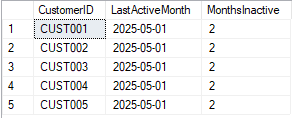 CustomerID LastActiveMonth MonthsInactive
1 CUST001 2025-05-01 2
2 CUST002 2025-05-01 2
3 CUST003 2025-05-01 2
4 CUST004 2025-05-01 2
5 CUST005 2025-05-01 2